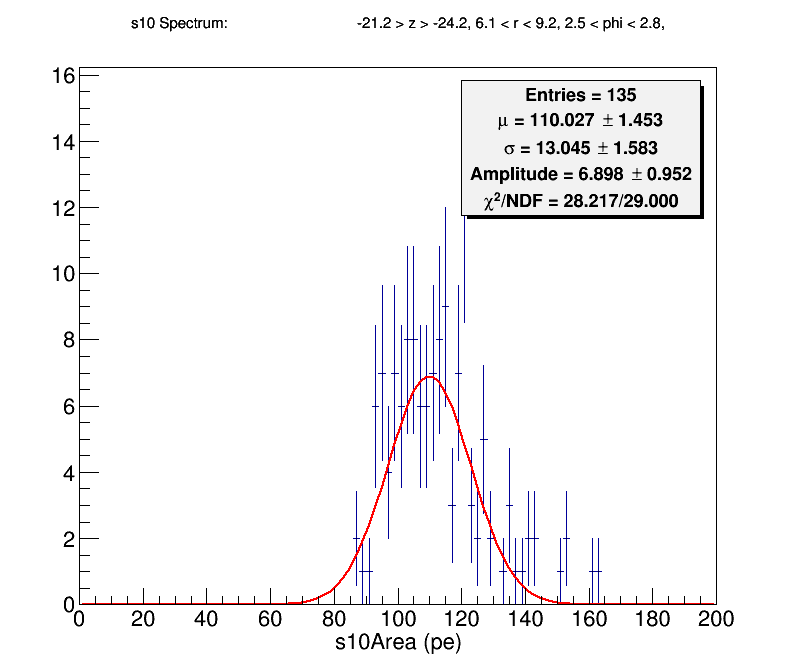 s10 Spectrum: -21.2 > z > -24.2, 6.1 < r < 9.2, 2.5 < phi < 2.8,
Entries = 135
μ = 110.027 ± 1.453
σ = 13.045 ± 1.583
Amplitude = 6.898 ± 0.952
χ²/NDF = 28.217/29.000
16
14
12
10
8
6
4
2
0
0 20 40 60 80 100 120 140 160 180 200
s10Area (pe)